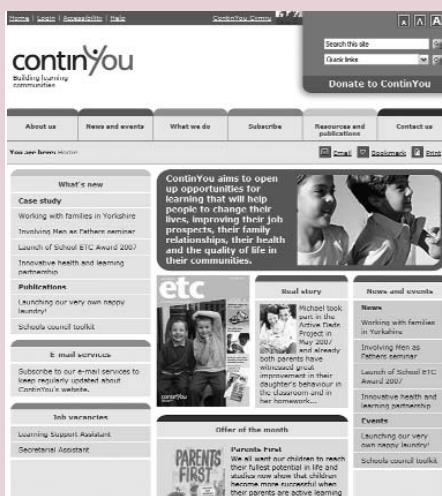 Home | Login | Accessibility | Help
ContinYou Cymru
A A A
Search this site
Quick links
continYou
Building learning
communities
Donate to ContinYou
About us
News and events
What we do
Subscribe
Resources and
publications
Contact us
You are here: Home
Email
Bookmark
Print
What's new
Case study
Working with families in Yorkshire
Involving Men as Fathers seminar
Launch of School ETC Award 2007
Innovative health and learning
partnership
Publications
Launching our very own nappy
laundry!
Schools council toolkit
E mail services
Subscribe to our e-mail services to
keep regularly updated about
ContinYou's website.
Job vacancies
Learning Support Assistant
Secretarial Assistant
ContinYou aims to open
up opportunities for
learning that will help
people to change their
lives, improving their job
prospects, their family
relationships, their health
and the quality of life in
their communities.
etc
continYou
Real story
Michael took
part in the
Active Dads
Project in
May 2007
and already
both parents have
witnessed great
improvement in their
daughter's behaviour in
the classroom and in
her homework...
Offer of the month
PARENTS
FIRST
Parents First
We all want our children to reach
their fullest potential in life and
studies now show that children
become more successful when
their parents are active learning
News and events
News
Working with families
in Yorkshire
Involving Men as
Fathers seminar
Launch of School ETC
Award 2007
Innovative health and
learning partnership
Events
Launching our very
own nappy laundry!
Schools council toolkit